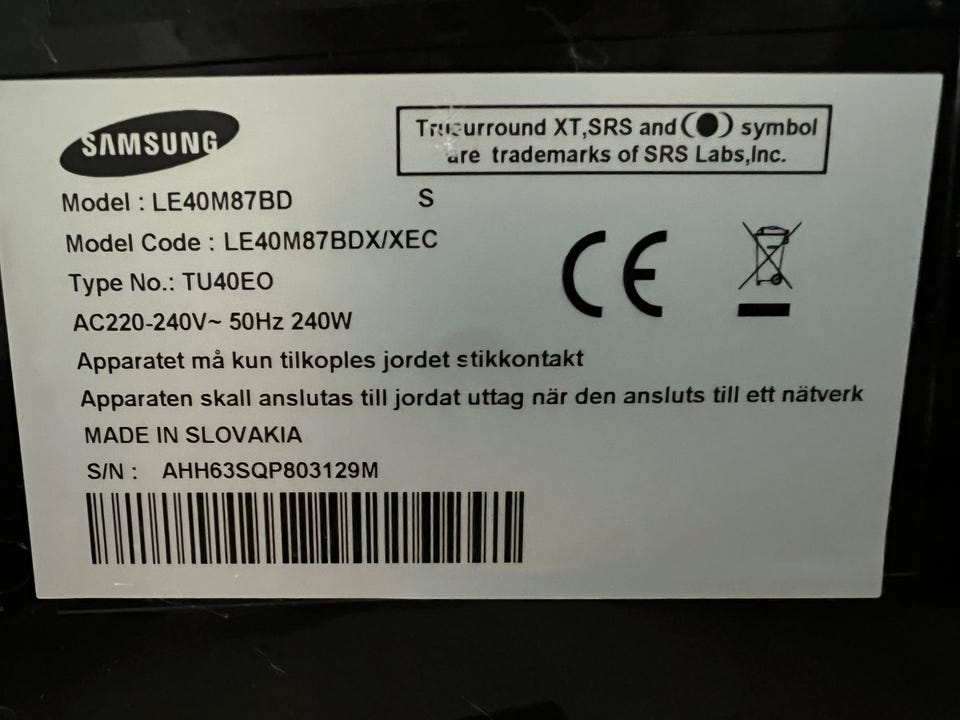 SAMSUNG
TruSurround XT,SRS and (●) symbol
are trademarks of SRS Labs,Inc.
Model : LE40M87BD S
Model Code : LE40M87BDX/XEC
Type No.: TU40EO
AC220-240V~ 50Hz 240W
Apparatet må kun tilkoples jordet stikkontakt
Apparaten skall anslutas till jordat uttag när den ansluts till ett nätverk
MADE IN SLOVAKIA
S/N : AHH63SQP803129M